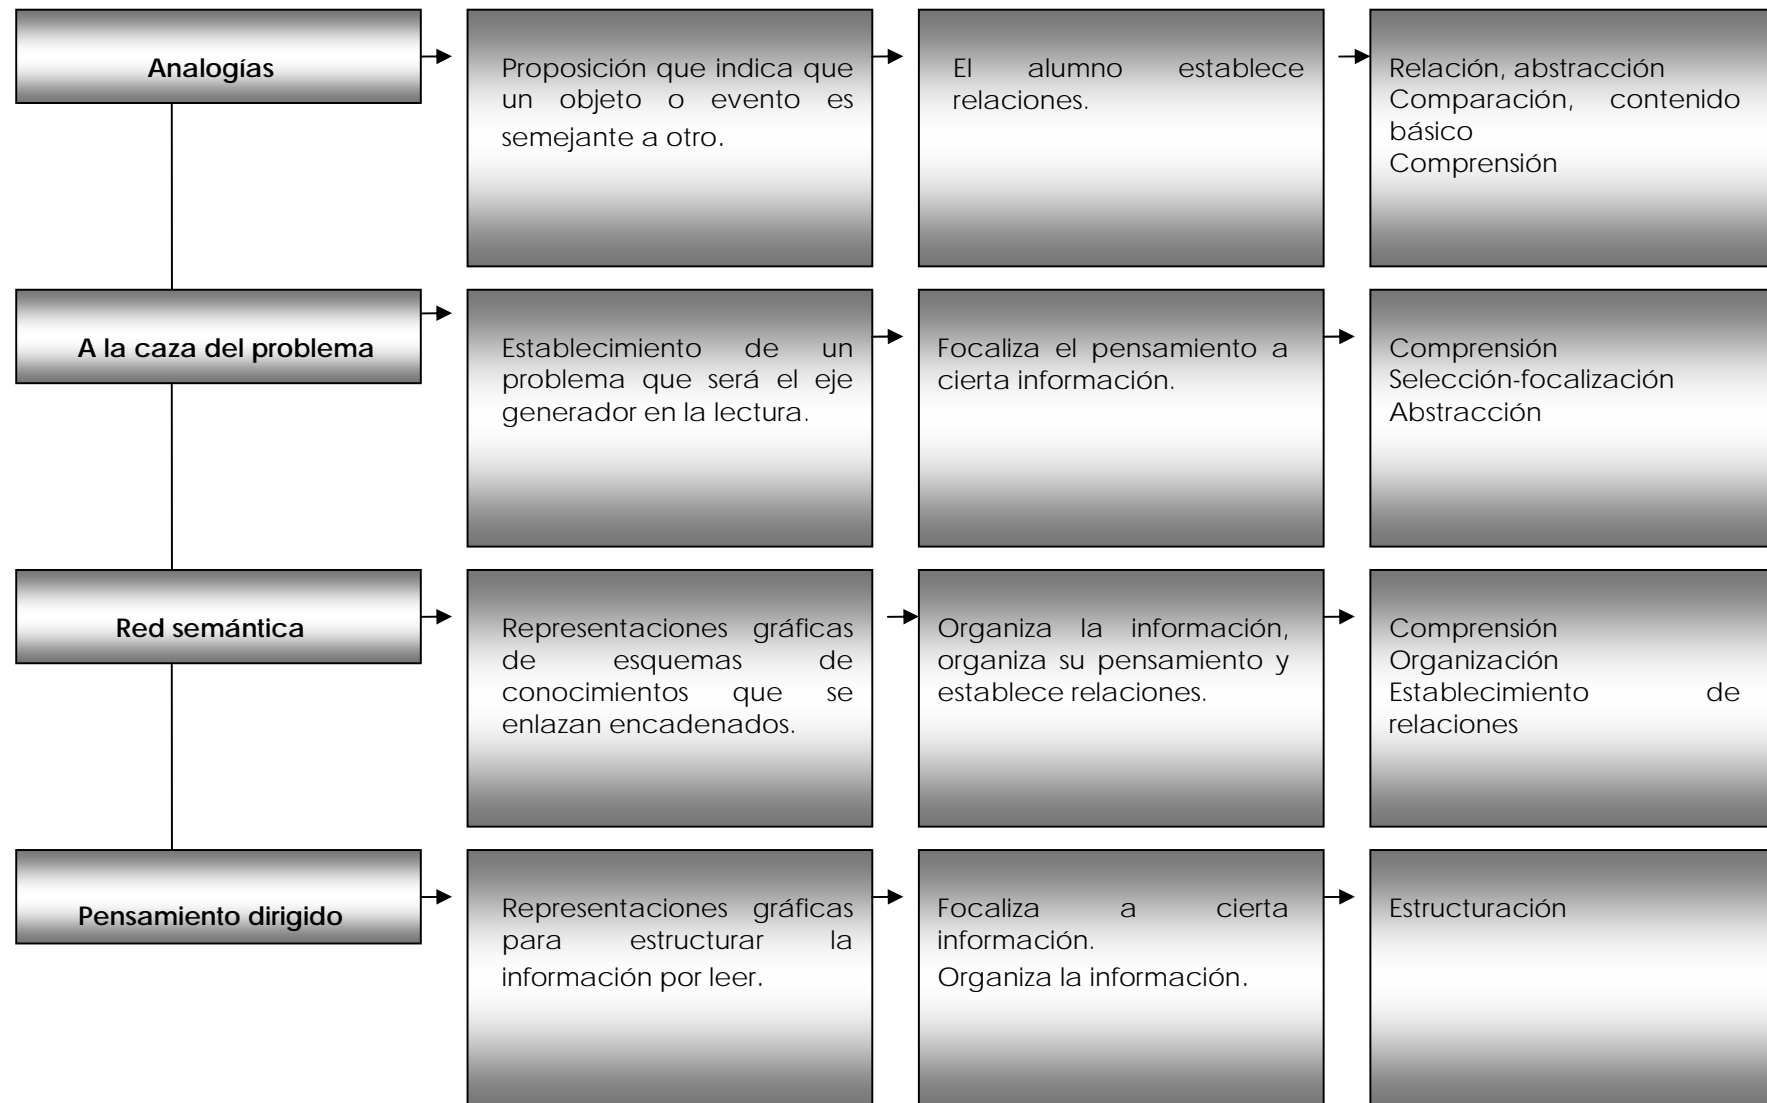 Analogías
Proposición que indica que
un objeto o evento es
semejante a otro.
El alumno establece
relaciones.
Relación, abstracción
Comparación, contenido
básico
Comprensión
A la caza del problema
Establecimiento de un
problema que será el eje
generador en la lectura.
Focaliza el pensamiento a
cierta información.
Comprensión
Selección-focalización
Abstracción
Red semántica
Representaciones gráficas
de esquemas de
conocimientos que se
enlazan encadenados.
Organiza la información,
organiza su pensamiento y
establece relaciones.
Comprensión
Organización
Establecimiento de
relaciones
Pensamiento dirigido
Representaciones gráficas
para estructurar la
información por leer.
Focaliza a cierta
información.
Organiza la información.
Estructuración